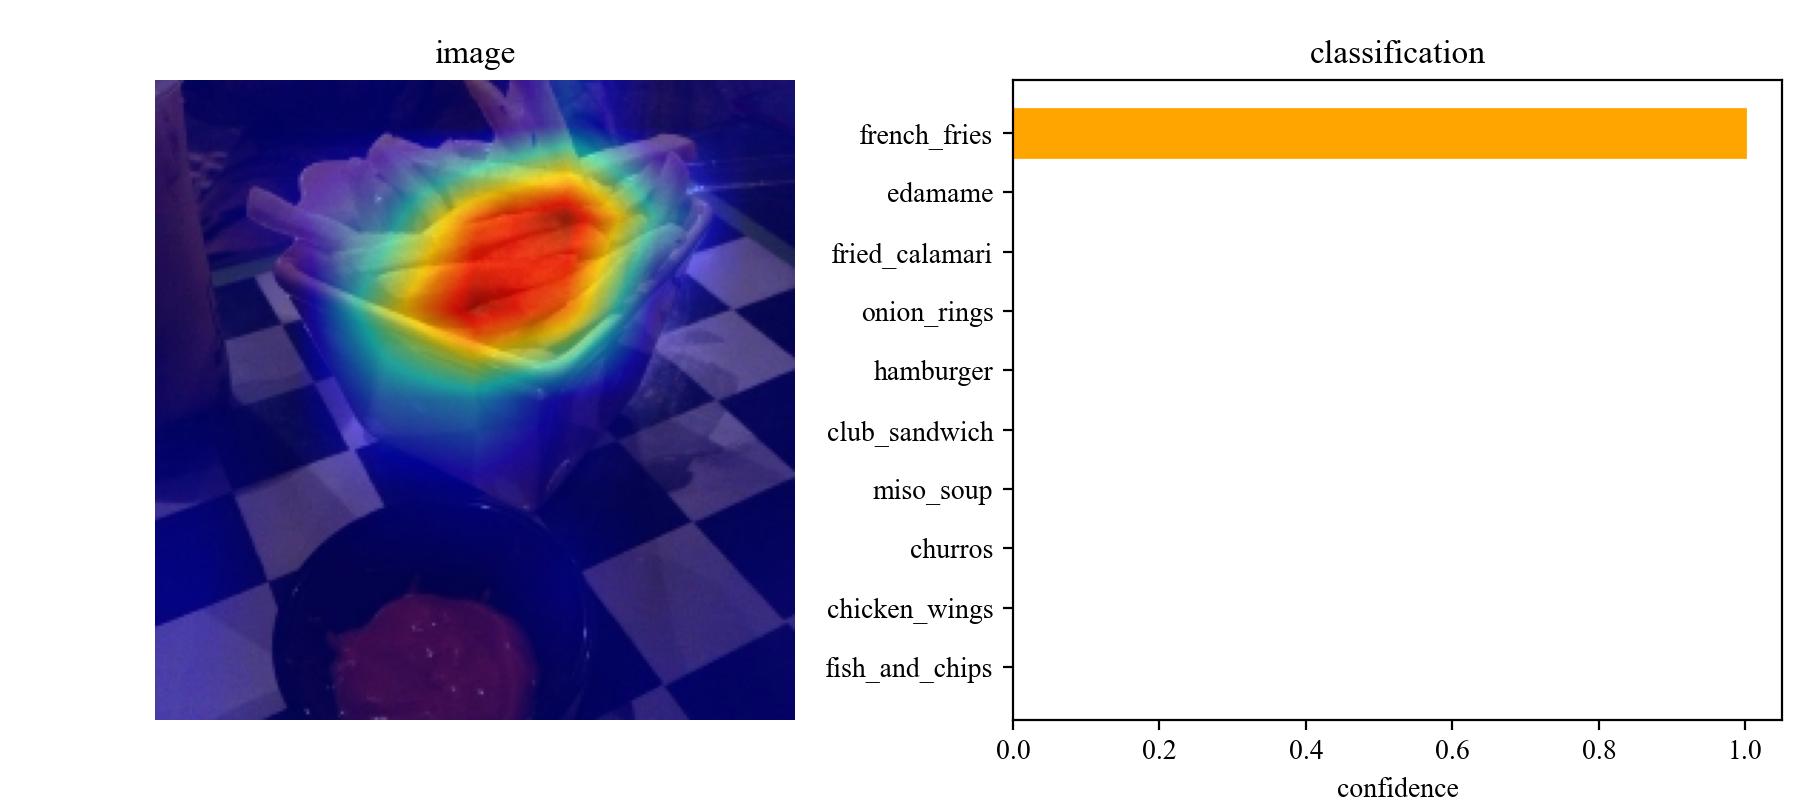 image
classification
french_fries
edamame
fried_calamari
onion_rings
hamburger
club_sandwich
miso_soup
churros
chicken_wings
fish_and_chips
0.0 0.2 0.4 0.6 0.8 1.0
confidence